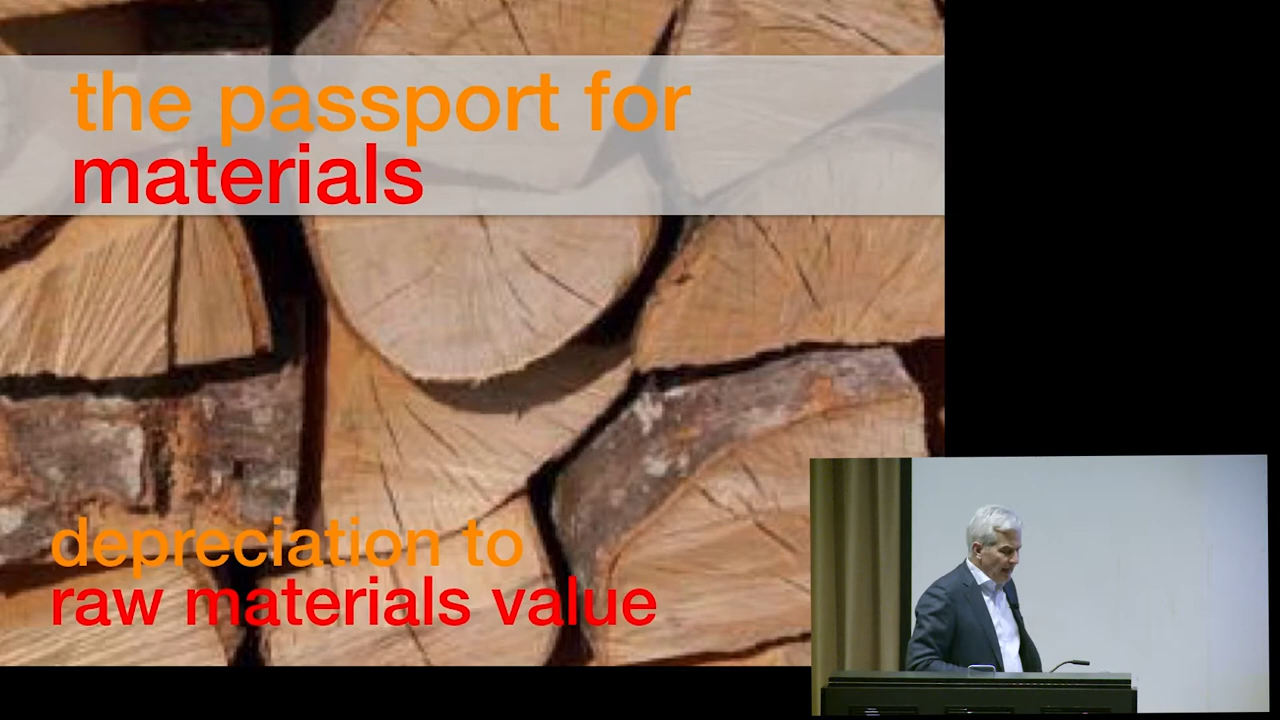 the passport for
materials
depreciation to
raw materials value